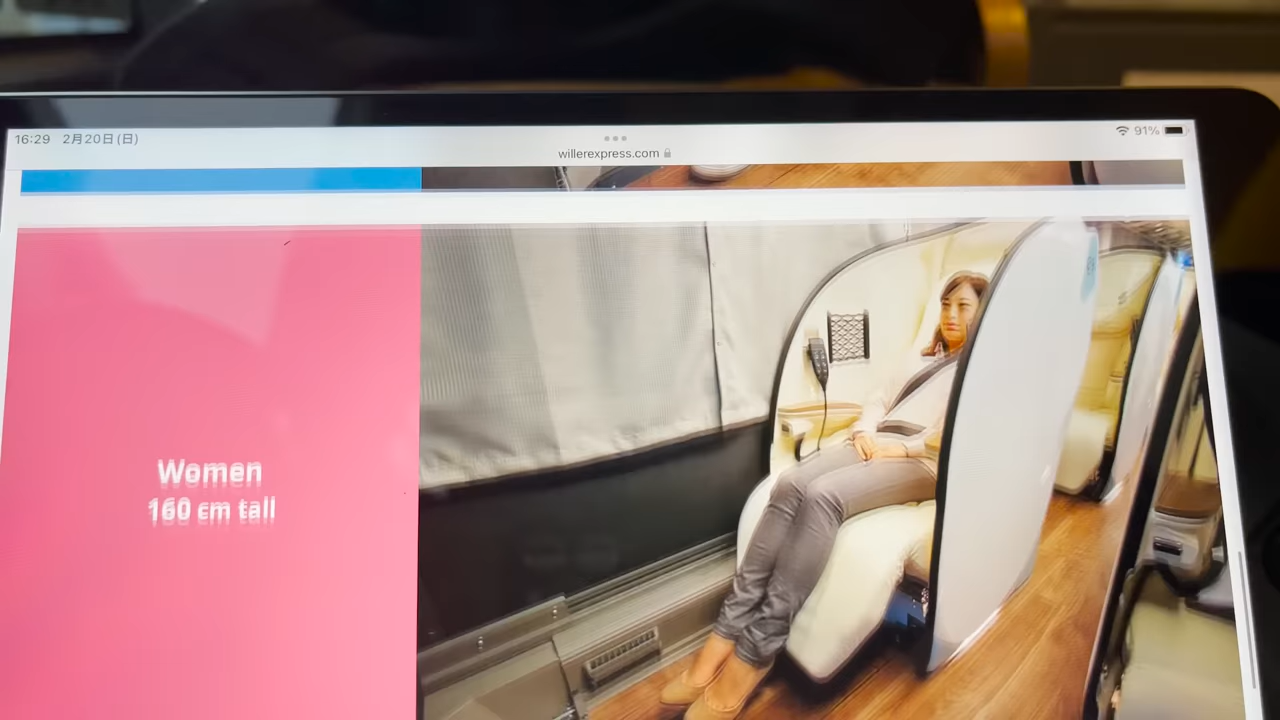 16:29 2月20日(日)
willerexpress.com
91%
Women
160 cm tall